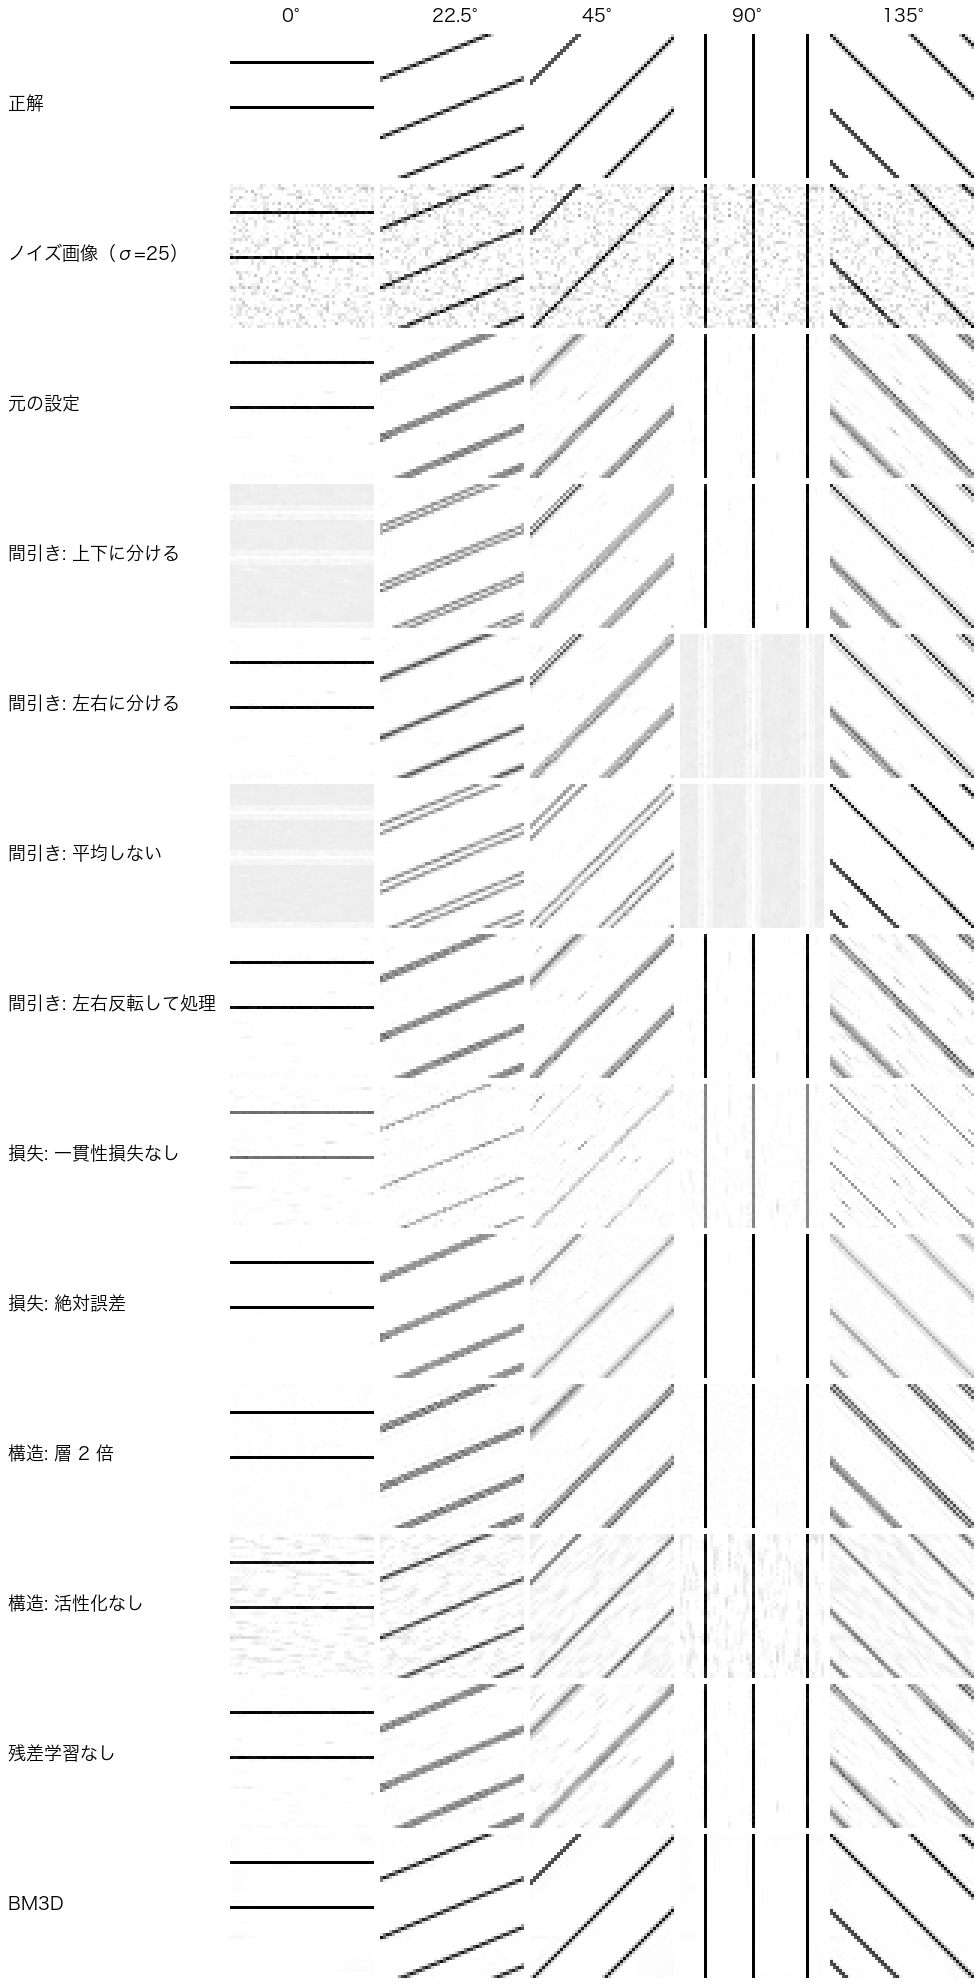 0° 22.5° 45° 90° 135°
正解
ノイズ画像（σ=25）
元の設定
間引き: 上下に分ける
間引き: 左右に分ける
間引き: 平均しない
間引き: 左右反転して処理
損失: 一貫性損失なし
損失: 絶対誤差
構造: 層 2 倍
構造: 活性化なし
残差学習なし
BM3D